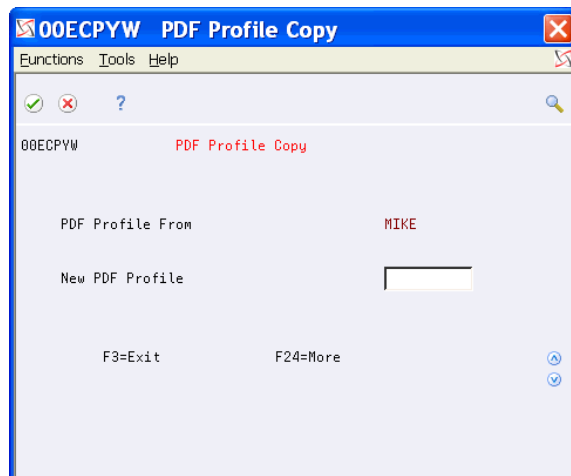 00ECPYW PDF Profile Copy
Functions Tools Help
?
00ECPYW PDF Profile Copy
PDF Profile From MIKE
New PDF Profile
F3=Exit F24=More